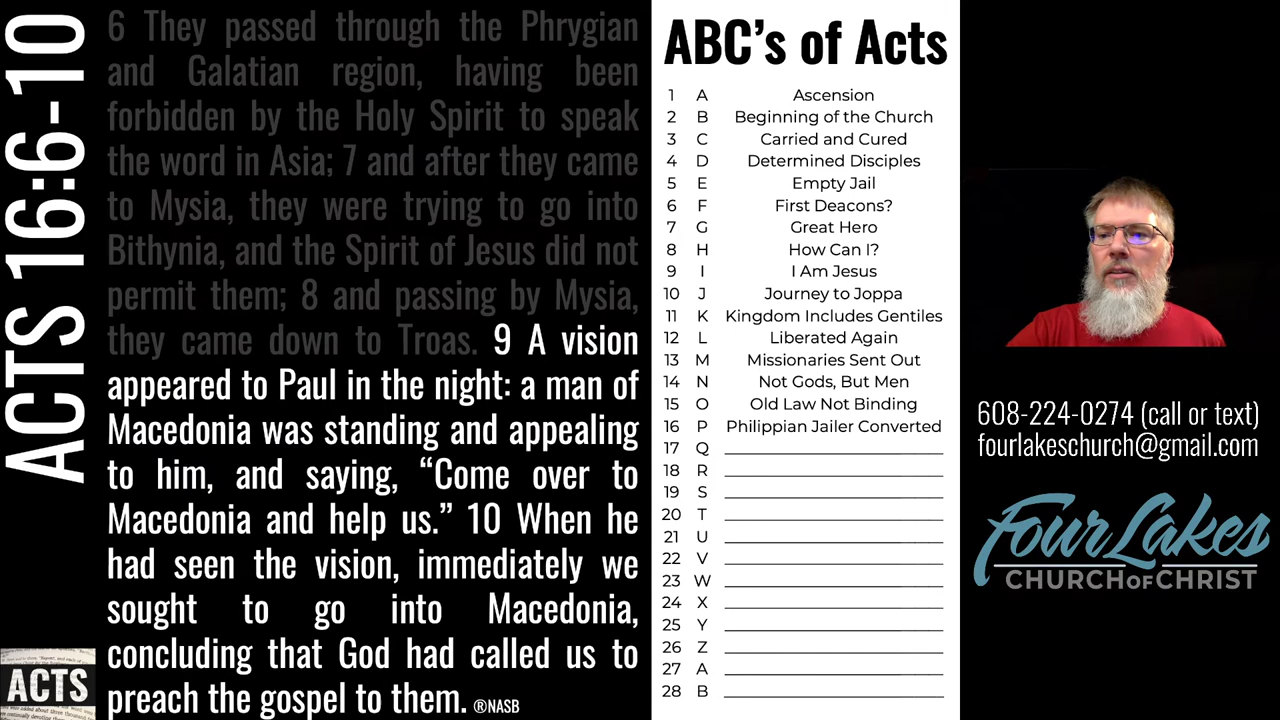 ACTS 16:6-10
6 They passed through the Phrygian
and Galatian region, having been
forbidden by the Holy Spirit to speak
the word in Asia; 7 and after they came
to Mysia, they were trying to go into
Bithynia, and the Spirit of Jesus did not
permit them; 8 and passing by Mysia,
they came down to Troas. 9 A vision
appeared to Paul in the night: a man of
Macedonia was standing and appealing
to him, and saying, “Come over to
Macedonia and help us.” 10 When he
had seen the vision, immediately we
sought to go into Macedonia,
concluding that God had called us to
preach the gospel to them. ®NASB
ACTS
ABC’s of Acts
1 A Ascension
2 B Beginning of the Church
3 C Carried and Cured
4 D Determined Disciples
5 E Empty Jail
6 F First Deacons?
7 G Great Hero
8 H How Can I?
9 I I Am Jesus
10 J Journey to Joppa
11 K Kingdom Includes Gentiles
12 L Liberated Again
13 M Missionaries Sent Out
14 N Not Gods, But Men
15 O Old Law Not Binding
16 P Philippian Jailer Converted
17 Q
18 R
19 S
20 T
21 U
22 V
23 W
24 X
25 Y
26 Z
27 A
28 B
608-224-0274 (call or text)
fourlakeschurch@gmail.com
Four Lakes
CHURCH OF CHRIST